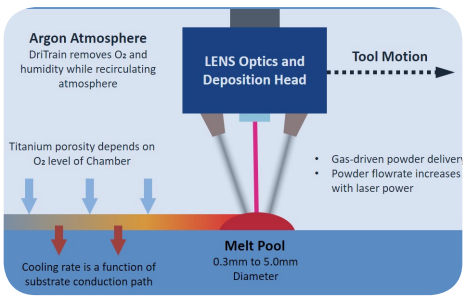 Argon Atmosphere
DriTrain removes O₂ and
humidity while recirculating
atmosphere
LENS Optics and
Deposition Head
Tool Motion
Titanium porosity depends on
O₂ level of Chamber
• Gas-driven powder delivery
• Powder flowrate increases
with laser power
Melt Pool
0.3mm to 5.0mm
Diameter
Cooling rate is a function of
substrate conduction path